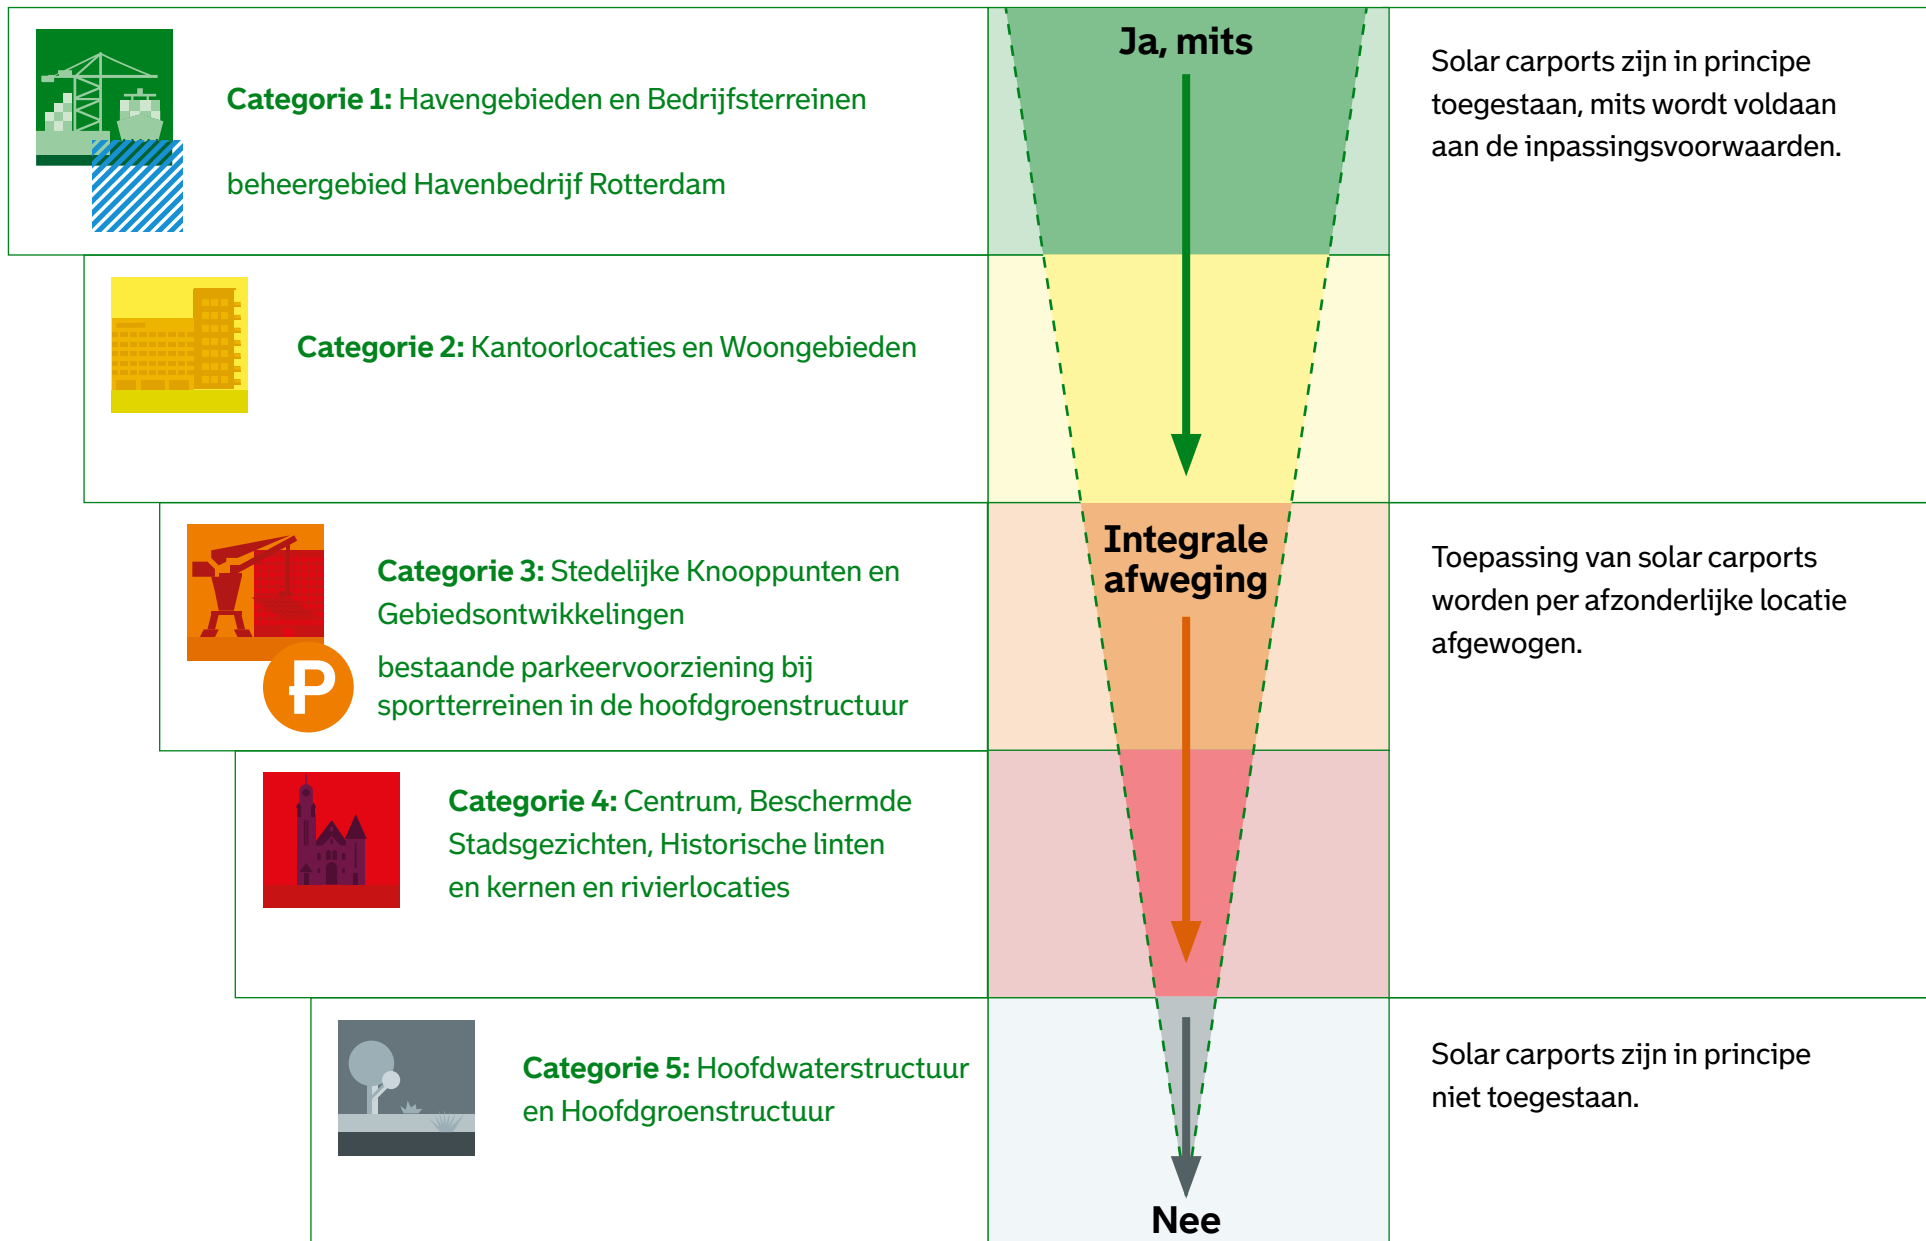 Categorie 1: Havengebieden en Bedrijfsterreinen
beheergebied Havenbedrijf Rotterdam
Ja, mits
Solar carports zijn in principe
toegestaan, mits wordt voldaan
aan de inpassingsvoorwaarden.
Categorie 2: Kantoorlocaties en Woongebieden
Categorie 3: Stedelijke Knooppunten en
Gebiedsontwikkelingen
P
bestaande parkeervoorziening bij
sportterreinen in de hoofdgroenstructuur
Integrale
afweging
Toepassing van solar carports
worden per afzonderlijke locatie
afgewogen.
Categorie 4: Centrum, Beschermde
Stadsgezichten, Historische linten
en kernen en rivierlocaties
Categorie 5: Hoofdwaterstructuur
en Hoofdgroenstructuur
Nee
Solar carports zijn in principe
niet toegestaan.